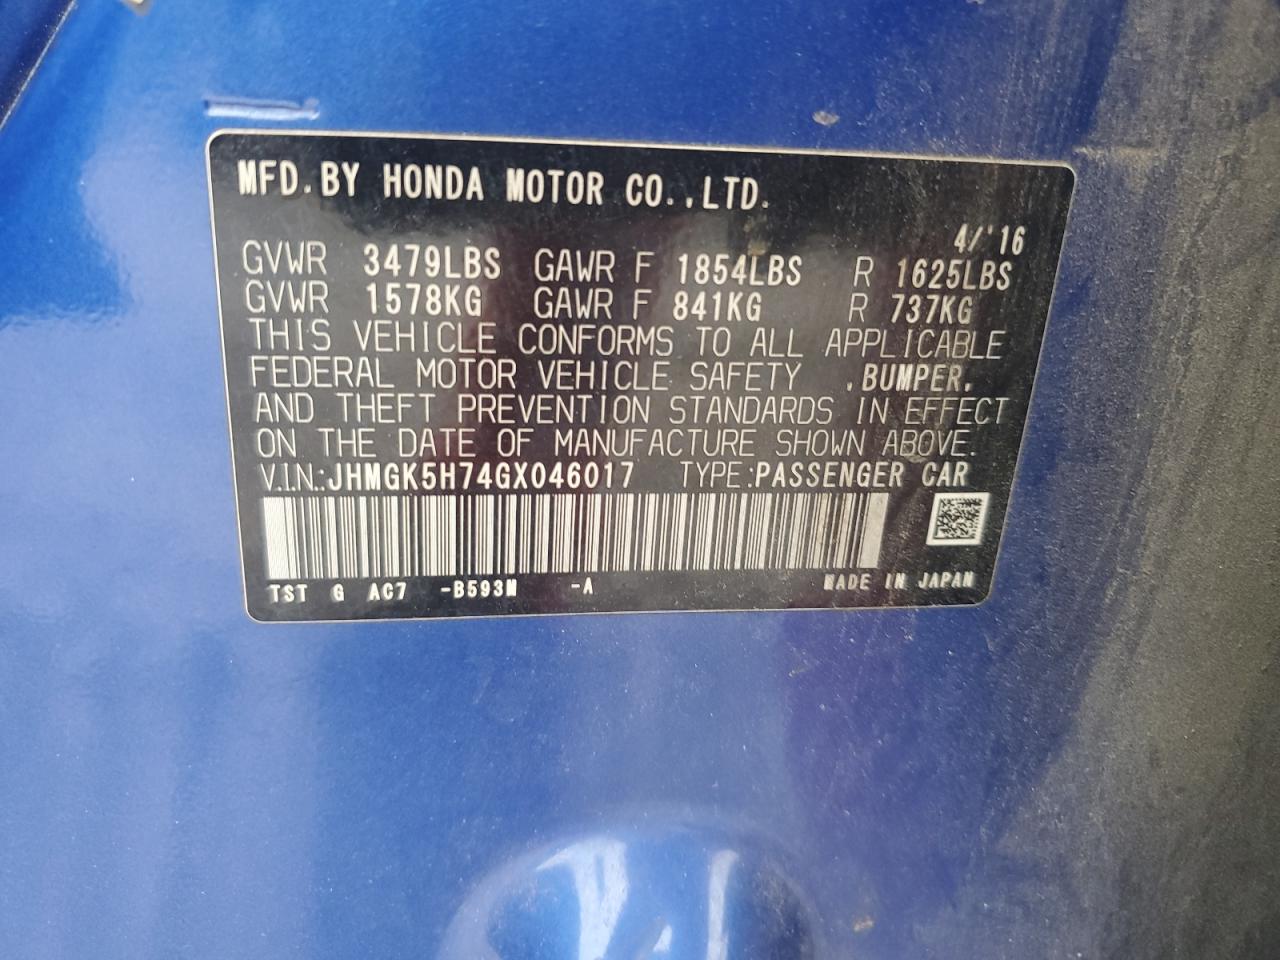 MFD.BY HONDA MOTOR CO.,LTD.
4/'16
GVWR 3479LBS GAWR F 1854LBS R 1625LBS
GVWR 1578KG GAWR F 841KG R 737KG
THIS VEHICLE CONFORMS TO ALL APPLICABLE
FEDERAL MOTOR VEHICLE SAFETY ,BUMPER,
AND THEFT PREVENTION STANDARDS IN EFFECT
ON THE DATE OF MANUFACTURE SHOWN ABOVE.
V.I.N.:JHMGK5H74GX046017 TYPE:PASSENGER CAR
TST G AC7 -B593M -A MADE IN JAPAN